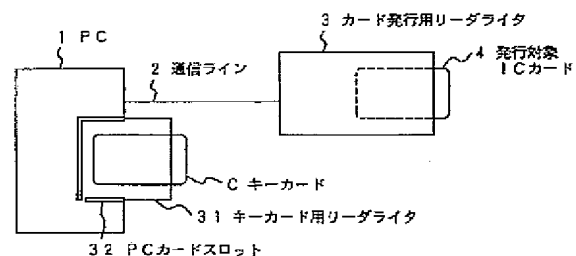 1 PC
2 通信ライン
3 カード発行用リーダライタ
4 発行対象
ICカード
C キーカード
31 キーカード用リーダライタ
32 PCカードスロット